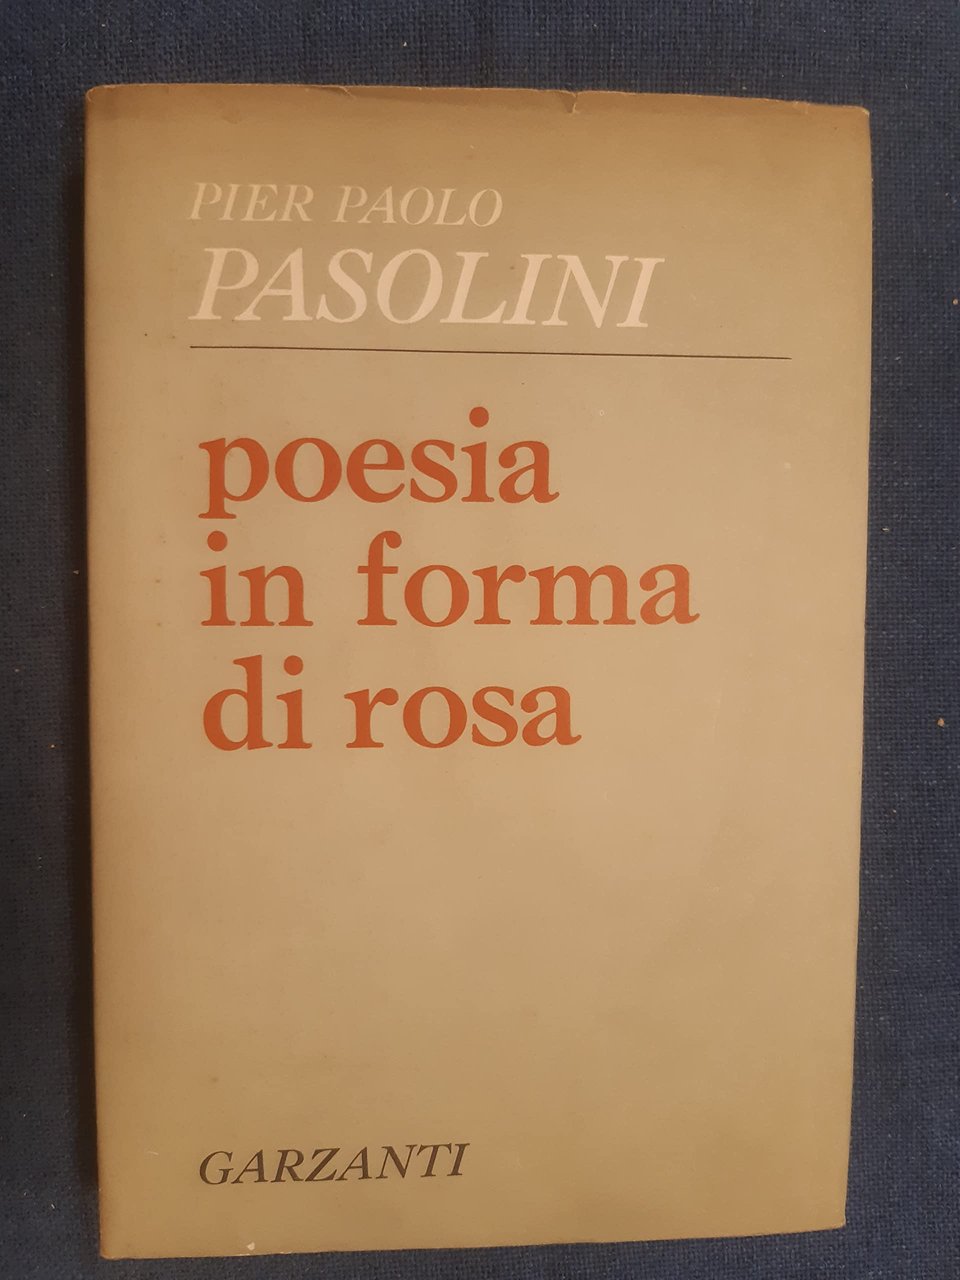 PIER PAOLO
PASOLINI
poesia
in forma
di rosa
GARZANTI